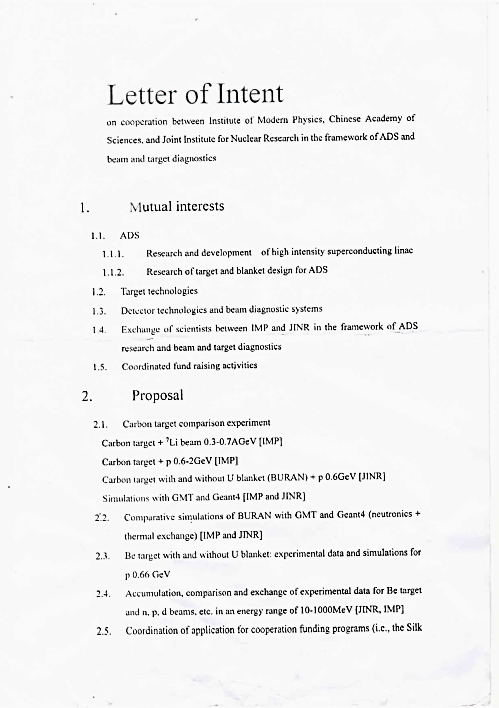 Letter of Intent
on cooperation between Institute of Modern Physics, Chinese Academy of
Sciences, and Joint Institute for Nuclear Research in the framework of ADS and
beam and target diagnostics
1. Mutual interests
1.1. ADS
1.1.1. Research and development of high intensity superconducting linac
1.1.2. Research of target and blanket design for ADS
1.2. Target technologies
1.3. Detector technologies and beam diagnostic systems
1.4. Exchange of scientists between IMP and JINR in the framework of ADS
research and beam and target diagnostics
1.5. Coordinated fund raising activities
2. Proposal
2.1. Carbon target comparison experiment
Carbon target + ⁷Li beam 0.3-0.7AGeV [IMP]
Carbon target + p 0.6-2GeV [IMP]
Carbon target with and without U blanket (BURAN) + p 0.6GeV [JINR]
Simulations with GMT and Geant4 [IMP and JINR]
2.2. Comparative simulations of BURAN with GMT and Geant4 (neutronics +
thermal exchange) [IMP and JINR]
2.3. Be target with and without U blanket: experimental data and simulations for
p 0.66 GeV
2.4. Accumulation, comparison and exchange of experimental data for Be target
and n, p, d beams, etc. in an energy range of 10-1000MeV [JINR, IMP]
2.5. Coordination of application for cooperation funding programs (i.e., the Silk